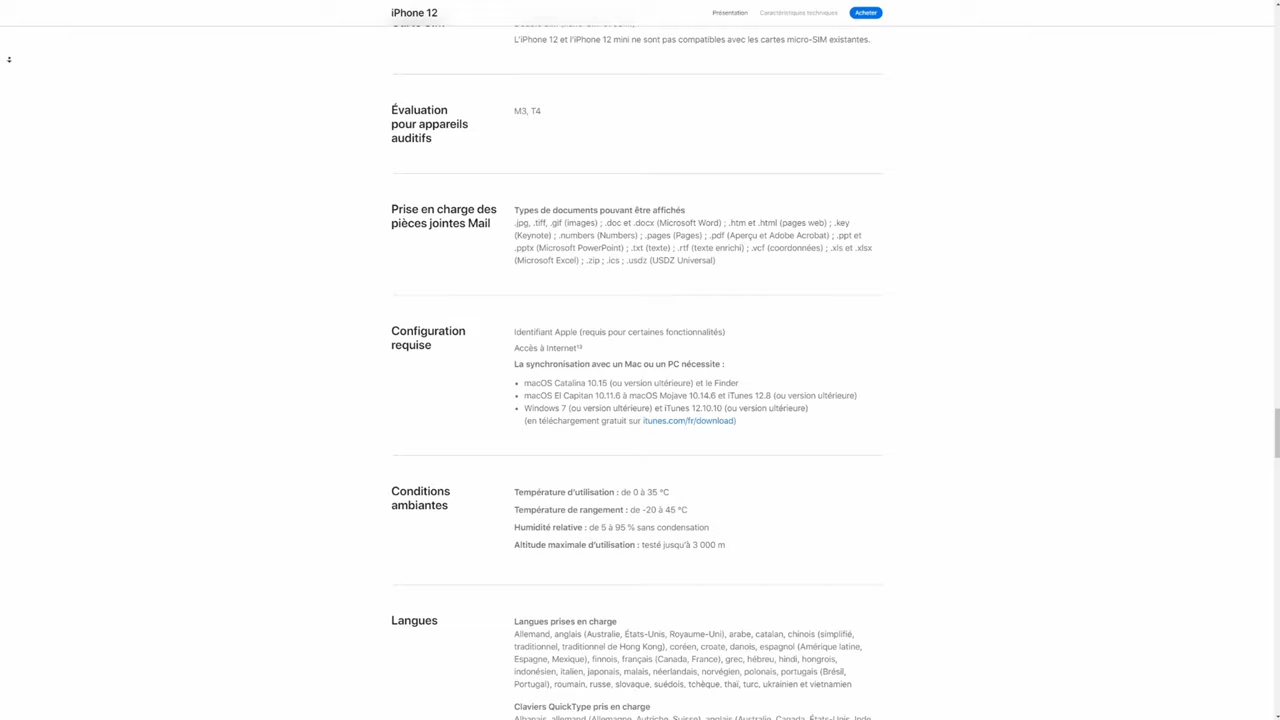 iPhone 12
Présentation
Caractéristiques techniques
Acheter
L'iPhone 12 et l'iPhone 12 mini ne sont pas compatibles avec les cartes micro-SIM existantes.
Évaluation
pour appareils
auditifs
M3, T4
Prise en charge des
pièces jointes Mail
Types de documents pouvant être affichés
.jpg, .tiff, .gif (images) ; .doc et .docx (Microsoft Word) ; .htm et .html (pages web) ; .key
(Keynote) ; .numbers (Numbers) ; .pages (Pages) ; .pdf (Aperçu et Adobe Acrobat) ; .ppt et
.pptx (Microsoft PowerPoint) ; .txt (texte) ; .rtf (texte enrichi) ; .vcf (coordonnées) ; .xls et .xlsx
(Microsoft Excel) ; .zip ; .ics ; .usdz (USDZ Universal)
Configuration
requise
Identifiant Apple (requis pour certaines fonctionnalités)
Accès à Internet¹³
La synchronisation avec un Mac ou un PC nécessite :
• macOS Catalina 10.15 (ou version ultérieure) et le Finder
• macOS El Capitan 10.11.6 à macOS Mojave 10.14.6 et iTunes 12.8 (ou version ultérieure)
• Windows 7 (ou version ultérieure) et iTunes 12.10.10 (ou version ultérieure)
(en téléchargement gratuit sur itunes.com/fr/download)
Conditions
ambiantes
Température d'utilisation : de 0 à 35 °C
Température de rangement : de -20 à 45 °C
Humidité relative : de 5 à 95 % sans condensation
Altitude maximale d'utilisation : testé jusqu'à 3 000 m
Langues
Langues prises en charge
Allemand, anglais (Australie, États-Unis, Royaume-Uni), arabe, catalan, chinois (simplifié,
traditionnel, traditionnel de Hong Kong), coréen, croate, danois, espagnol (Amérique latine,
Espagne, Mexique), finnois, français (Canada, France), grec, hébreu, hindi, hongrois,
indonésien, italien, japonais, malais, néerlandais, norvégien, polonais, portugais (Brésil,
Portugal), roumain, russe, slovaque, suédois, tchèque, thaï, turc, ukrainien et vietnamien
Claviers QuickType pris en charge
Albanais, allemand (Allemagne, Autriche, Suisse), anglais (Australie, Canada, États-Unis, Inde